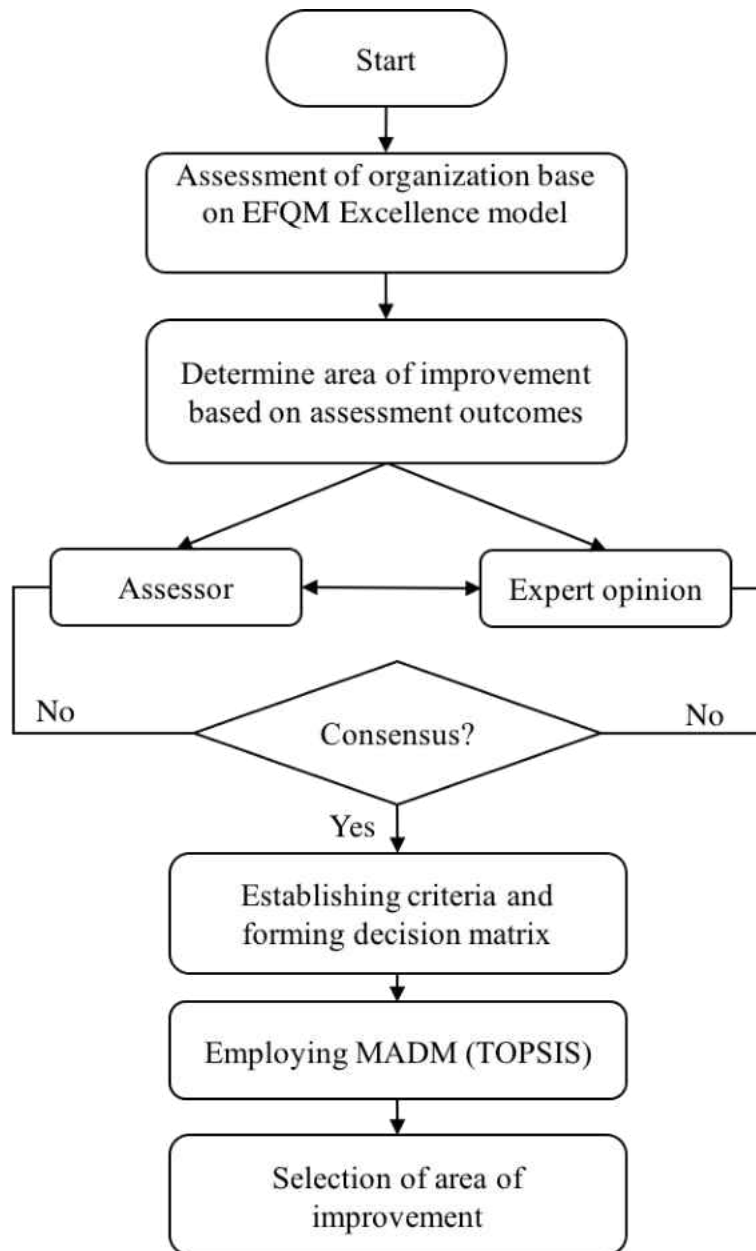 Start
Assessment of organization base
on EFQM Excellence model
Determine area of improvement
based on assessment outcomes
Assessor
Expert opinion
No
Consensus?
No
Yes
Establishing criteria and
forming decision matrix
Employing MADM (TOPSIS)
Selection of area of
improvement